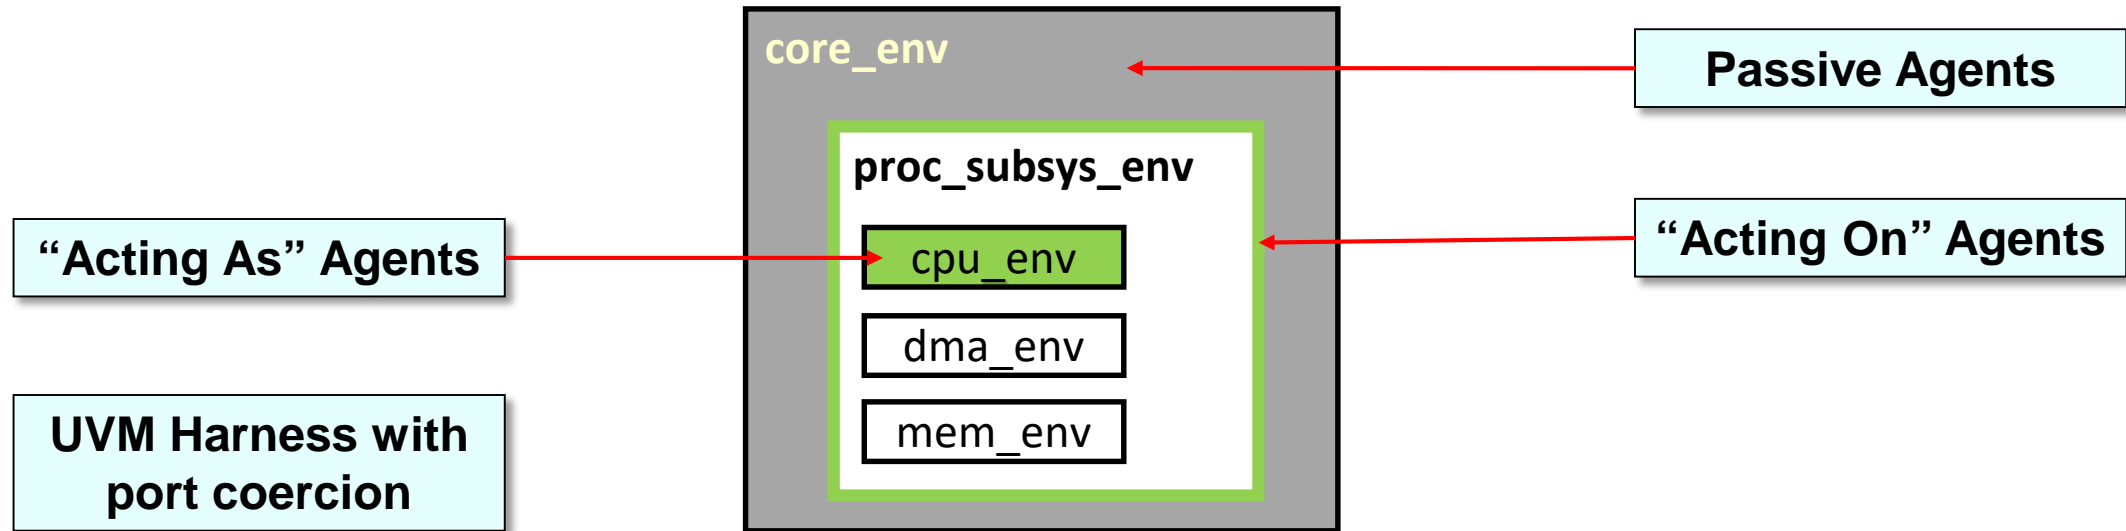 core_env
Passive Agents
proc_subsys_env
“Acting As” Agents
cpu_env
“Acting On” Agents
dma_env
mem_env
UVM Harness with
port coercion